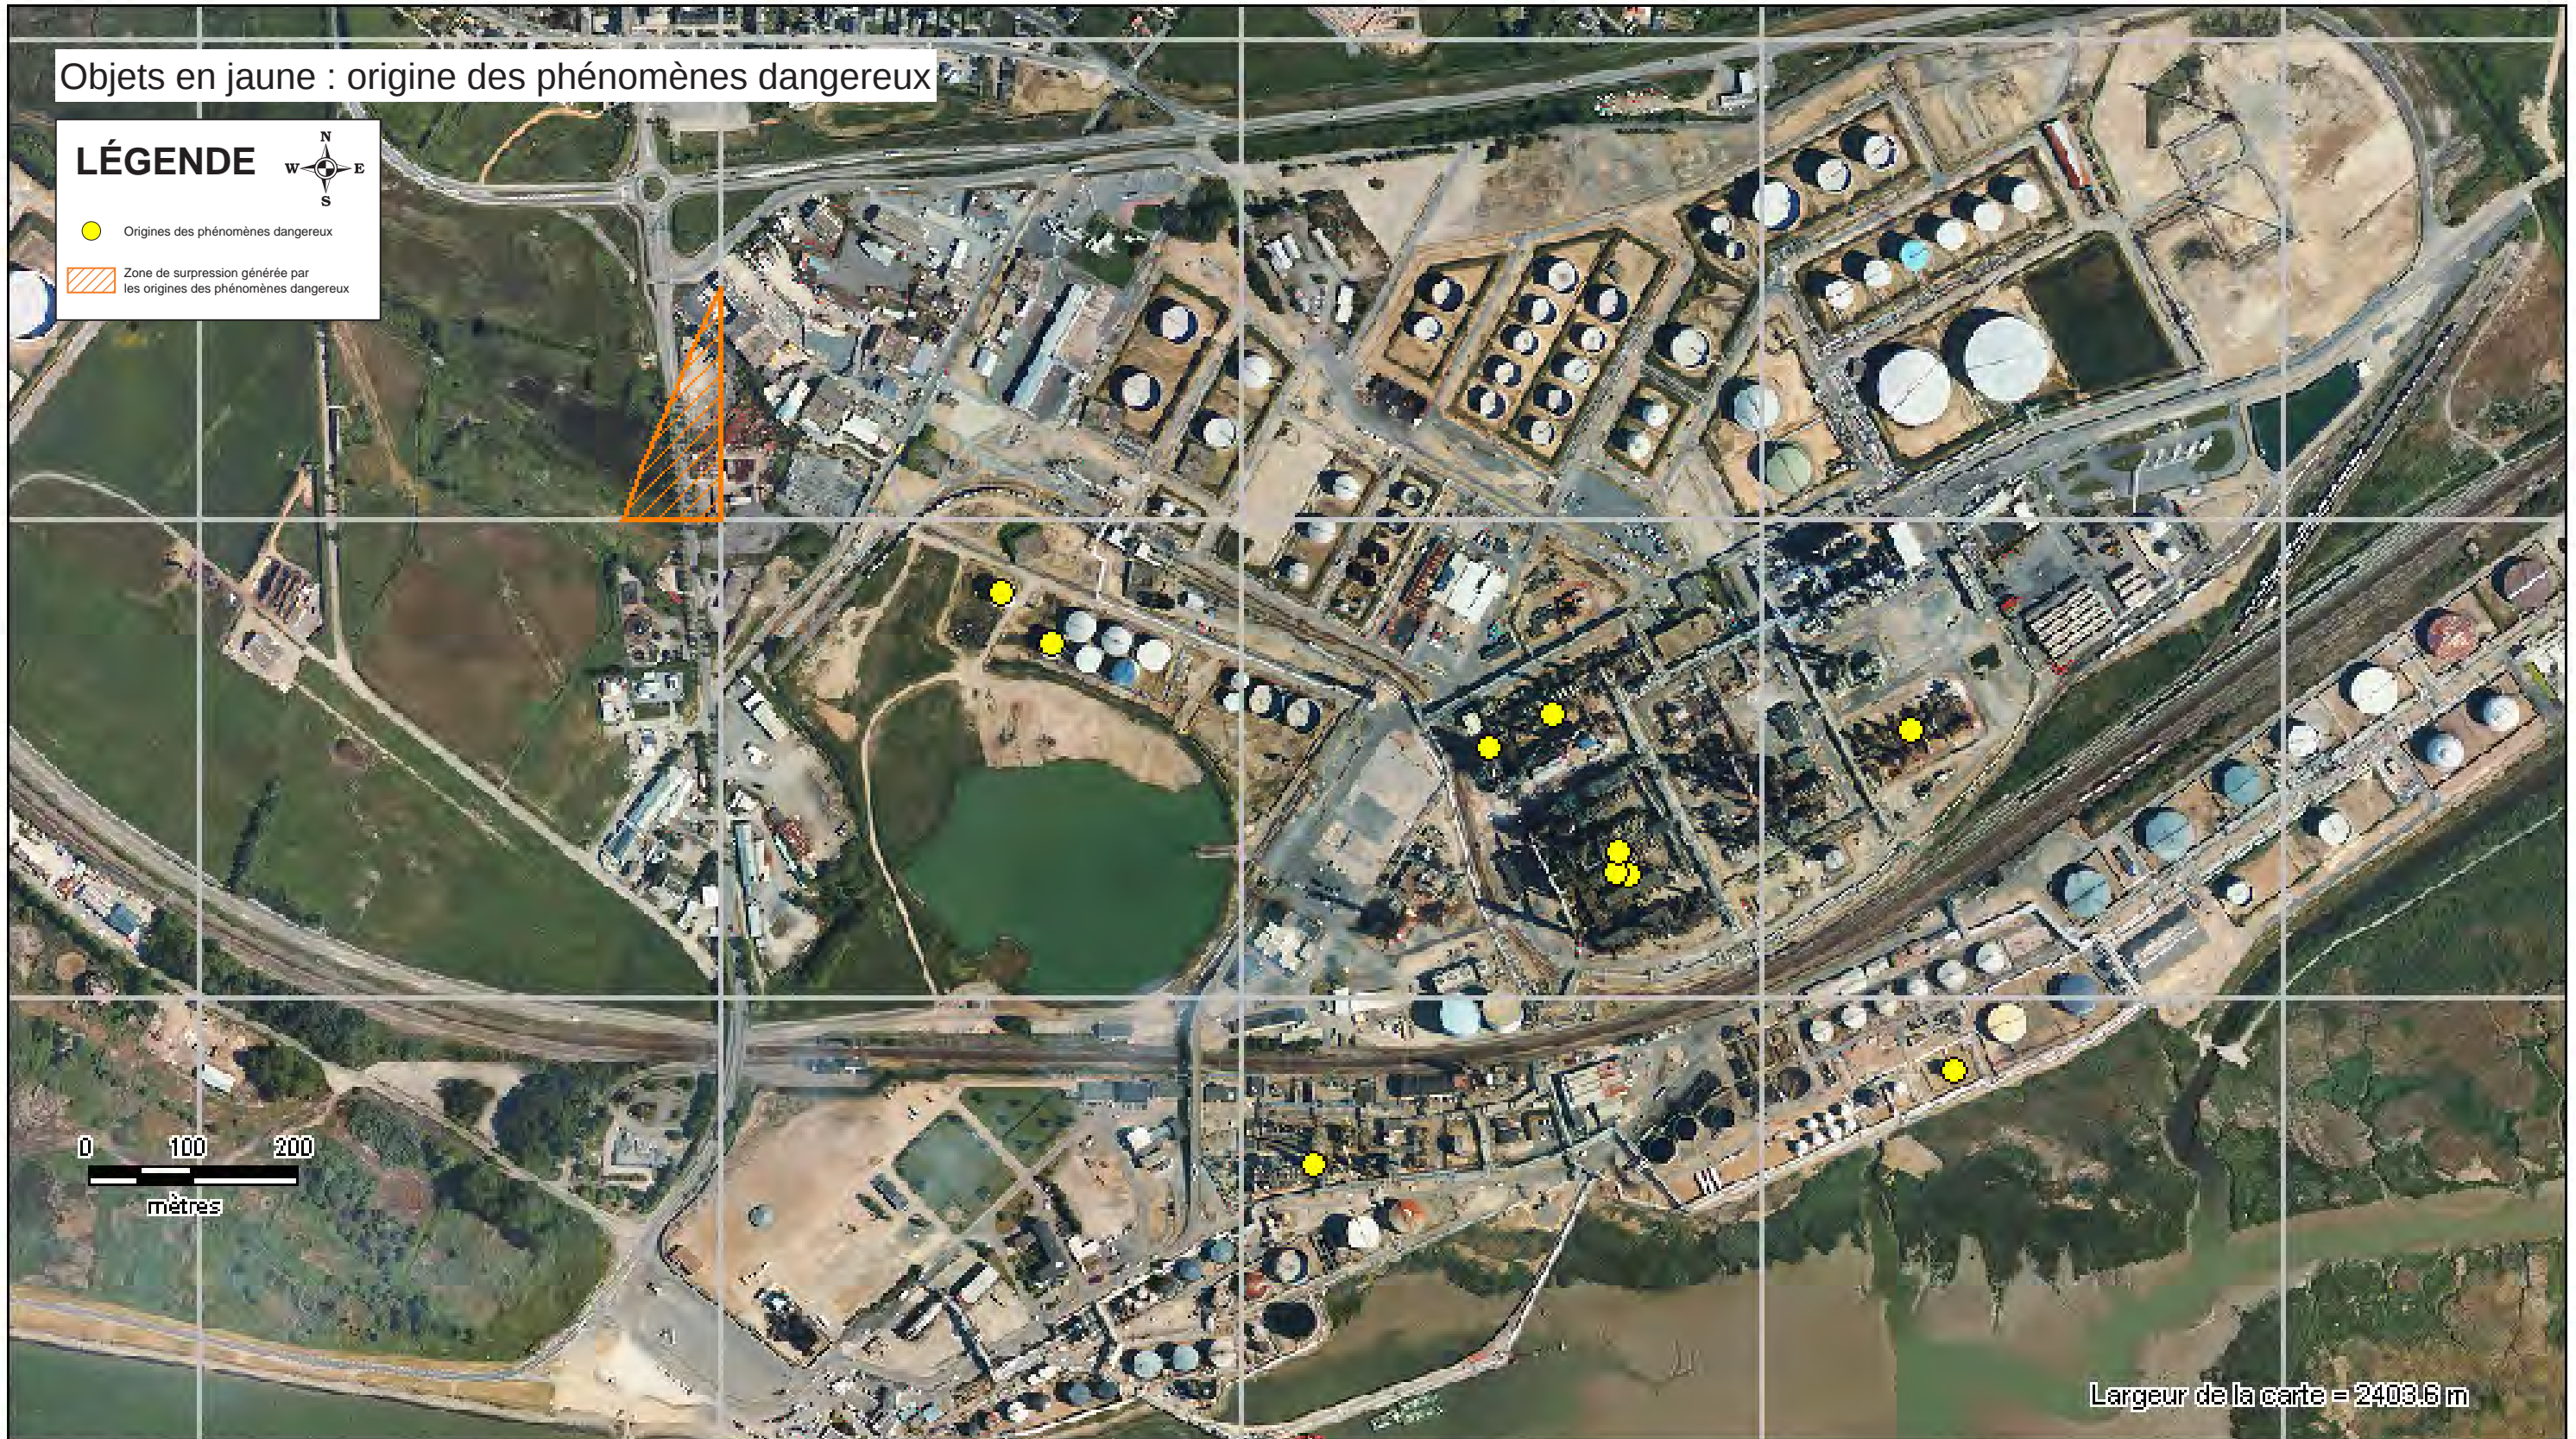 Objets en jaune : origine des phénomènes dangereux
LÉGENDE
N
W E
S
Origines des phénomènes dangereux
Zone de surpression générée par
les origines des phénomènes dangereux
0 100 200
mètres
Largeur de la carte = 2403.6 m